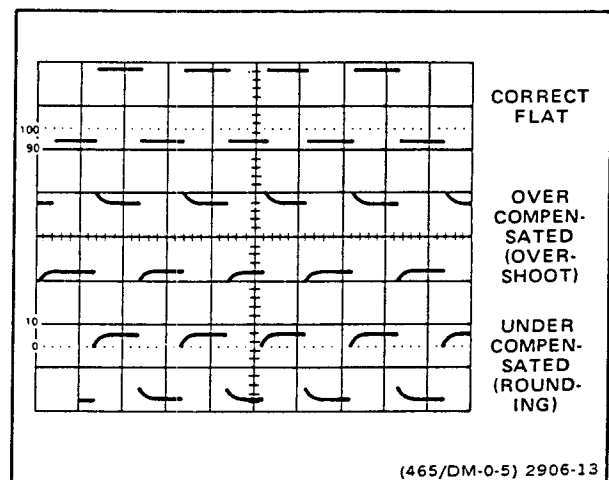 CORRECT
FLAT
100
90
OVER
COMPEN-
SATED
(OVER-
SHOOT)
10
0
UNDER
COMPEN-
SATED
(ROUND-
ING)
(465/DM-0-5) 2906-13